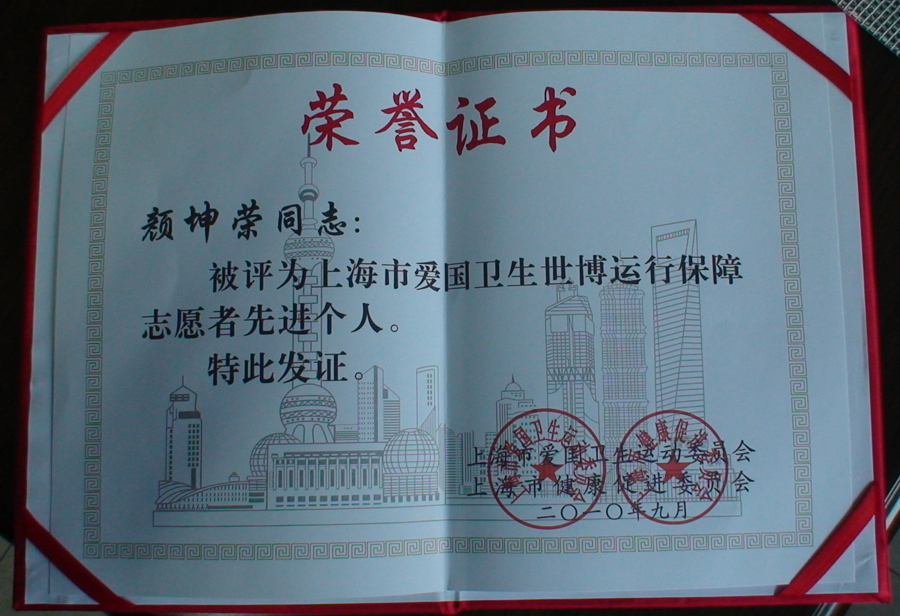 荣誉证书
颜坤荣同志：
被评为上海市爱国卫生世博运行保障
志愿者先进个人。
特此发证。
上海市爱国卫生运动委员会
上海市健康促进委员会
二〇一〇年九月